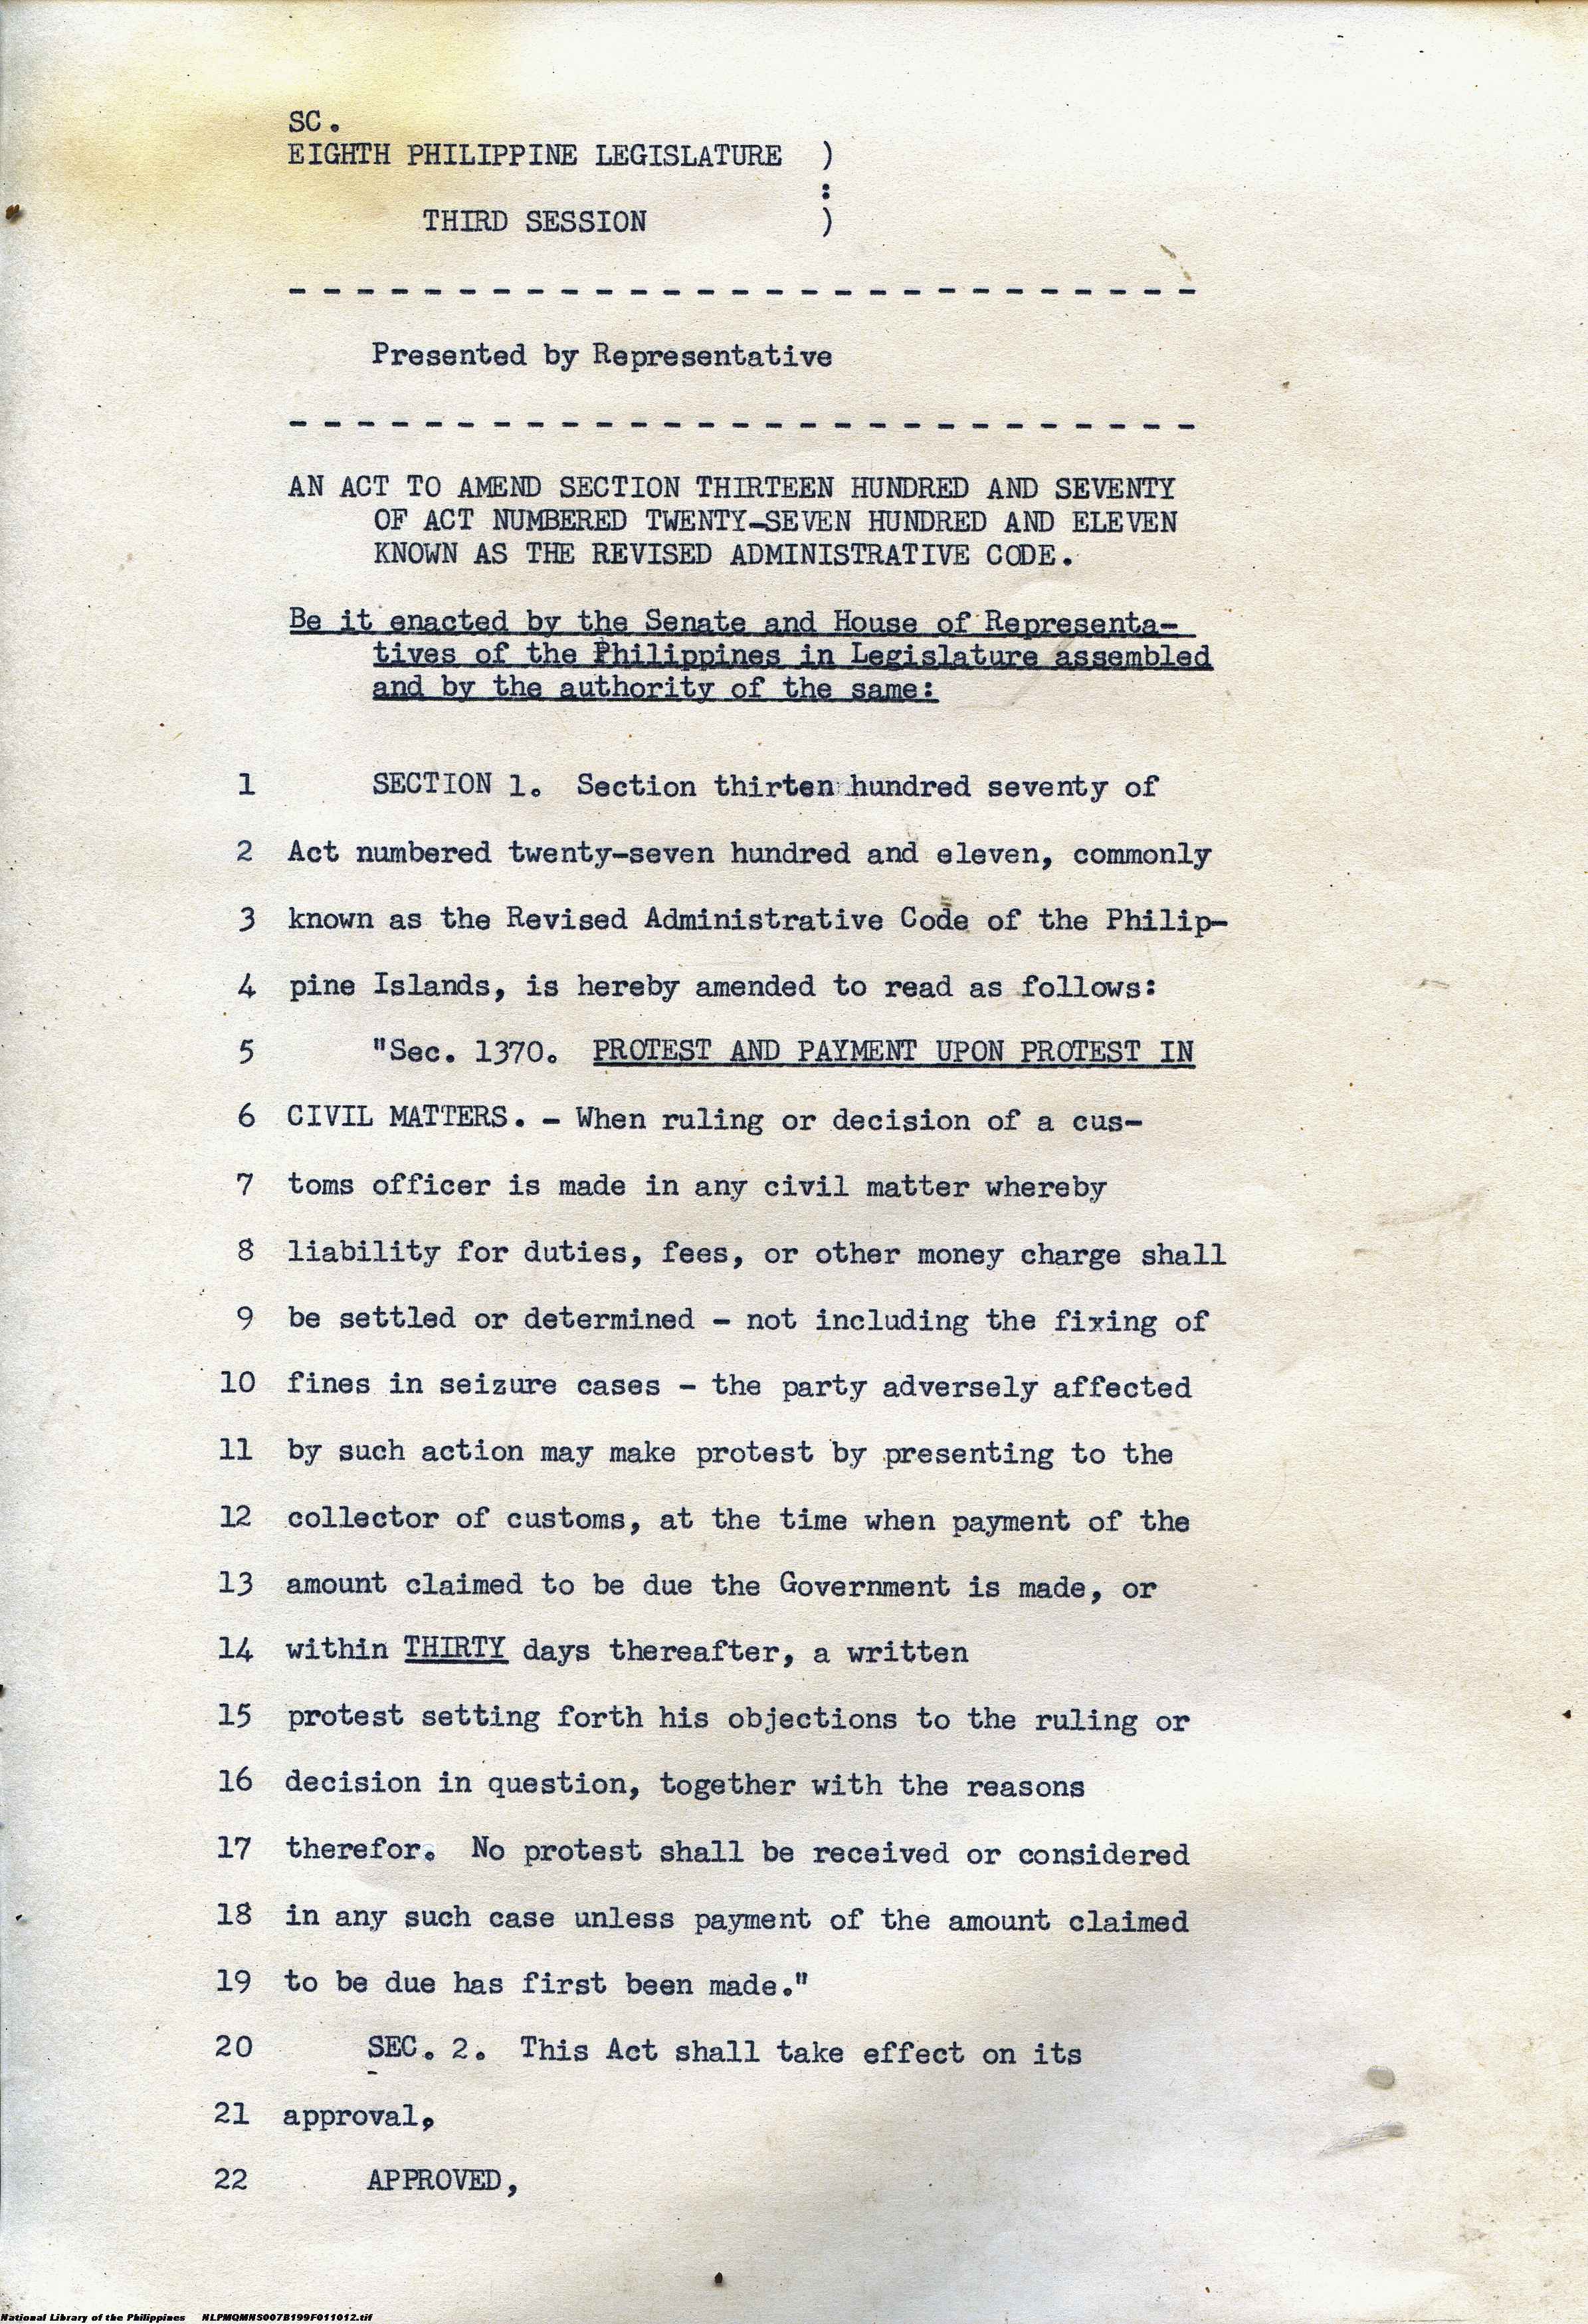 SC.
EIGHTH PHILIPPINE LEGISLATURE )
:
THIRD SESSION )
- - - - - - - - - - - - - - - - - - - - - - - - - - -
Presented by Representative
- - - - - - - - - - - - - - - - - - - - - - - - - - -
AN ACT TO AMEND SECTION THIRTEEN HUNDRED AND SEVENTY
OF ACT NUMBERED TWENTY-SEVEN HUNDRED AND ELEVEN
KNOWN AS THE REVISED ADMINISTRATIVE CODE.
Be it enacted by the Senate and House of Representa-
tives of the Philippines in Legislature assembled
and by the authority of the same:
1 SECTION 1. Section thirten hundred seventy of
2 Act numbered twenty-seven hundred and eleven, commonly
3 known as the Revised Administrative Code of the Philip-
4 pine Islands, is hereby amended to read as follows:
5 "Sec. 1370. PROTEST AND PAYMENT UPON PROTEST IN
6 CIVIL MATTERS. - When ruling or decision of a cus-
7 toms officer is made in any civil matter whereby
8 liability for duties, fees, or other money charge shall
9 be settled or determined - not including the fixing of
10 fines in seizure cases - the party adversely affected
11 by such action may make protest by presenting to the
12 collector of customs, at the time when payment of the
13 amount claimed to be due the Government is made, or
14 within THIRTY days thereafter, a written
15 protest setting forth his objections to the ruling or
16 decision in question, together with the reasons
17 therefor. No protest shall be received or considered
18 in any such case unless payment of the amount claimed
19 to be due has first been made."
20 SEC. 2. This Act shall take effect on its
21 approval.
22 APPROVED,
National Library of the Philippines NLPMQMNS007B199F011012.tif